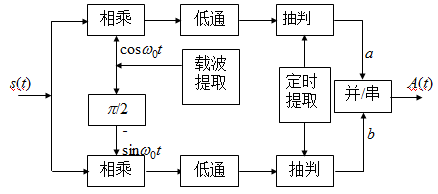 相乘
低通
抽判
s(t)
cosω₀t
载波
提取
定时
提取
a
并/串
A(t)
π/2
-
sinω₀t
b
相乘
低通
抽判